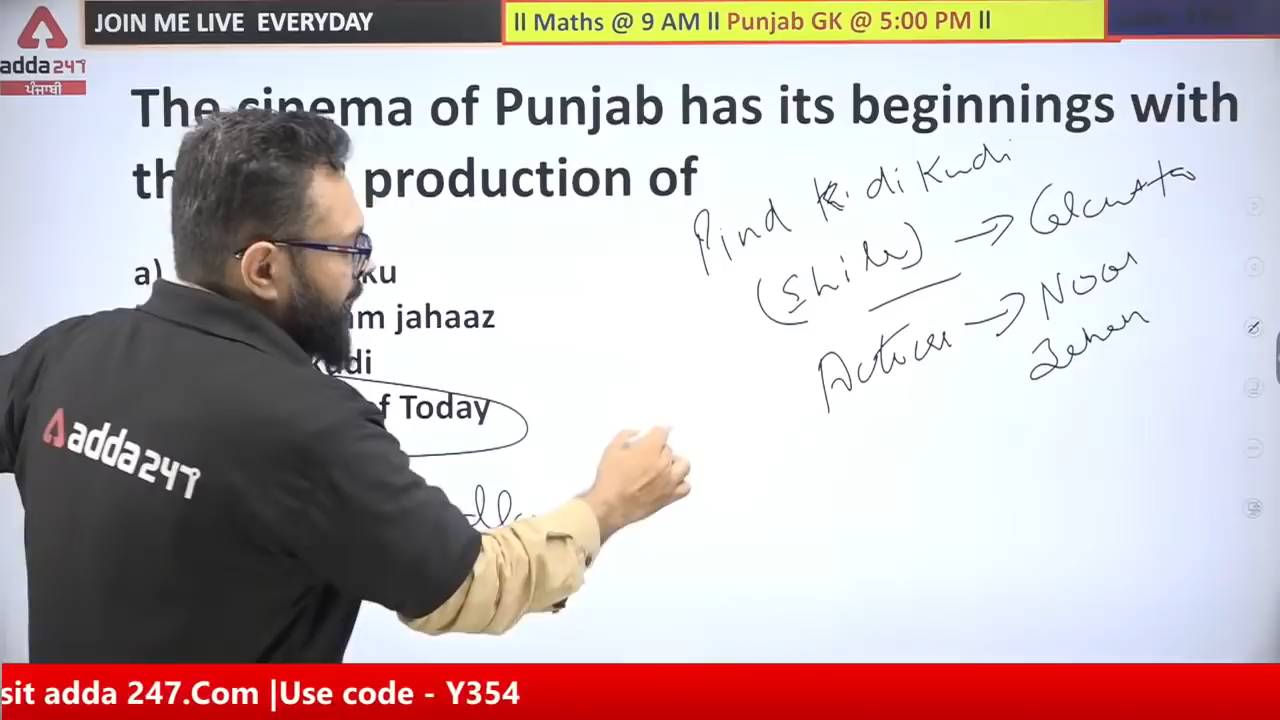 JOIN ME LIVE EVERYDAY
ll Maths @ 9 AM ll Punjab GK @ 5:00 PM ll
adda247
ਪੰਜਾਬੀ
The cinema of Punjab has its beginnings with
th production of
a) ku
m jahaaz
udi
f Today
Pind Ki di Kudi
(Shila) → Calcutta
Actress → Noor
Jehan
adda247
sit adda 247.Com |Use code - Y354